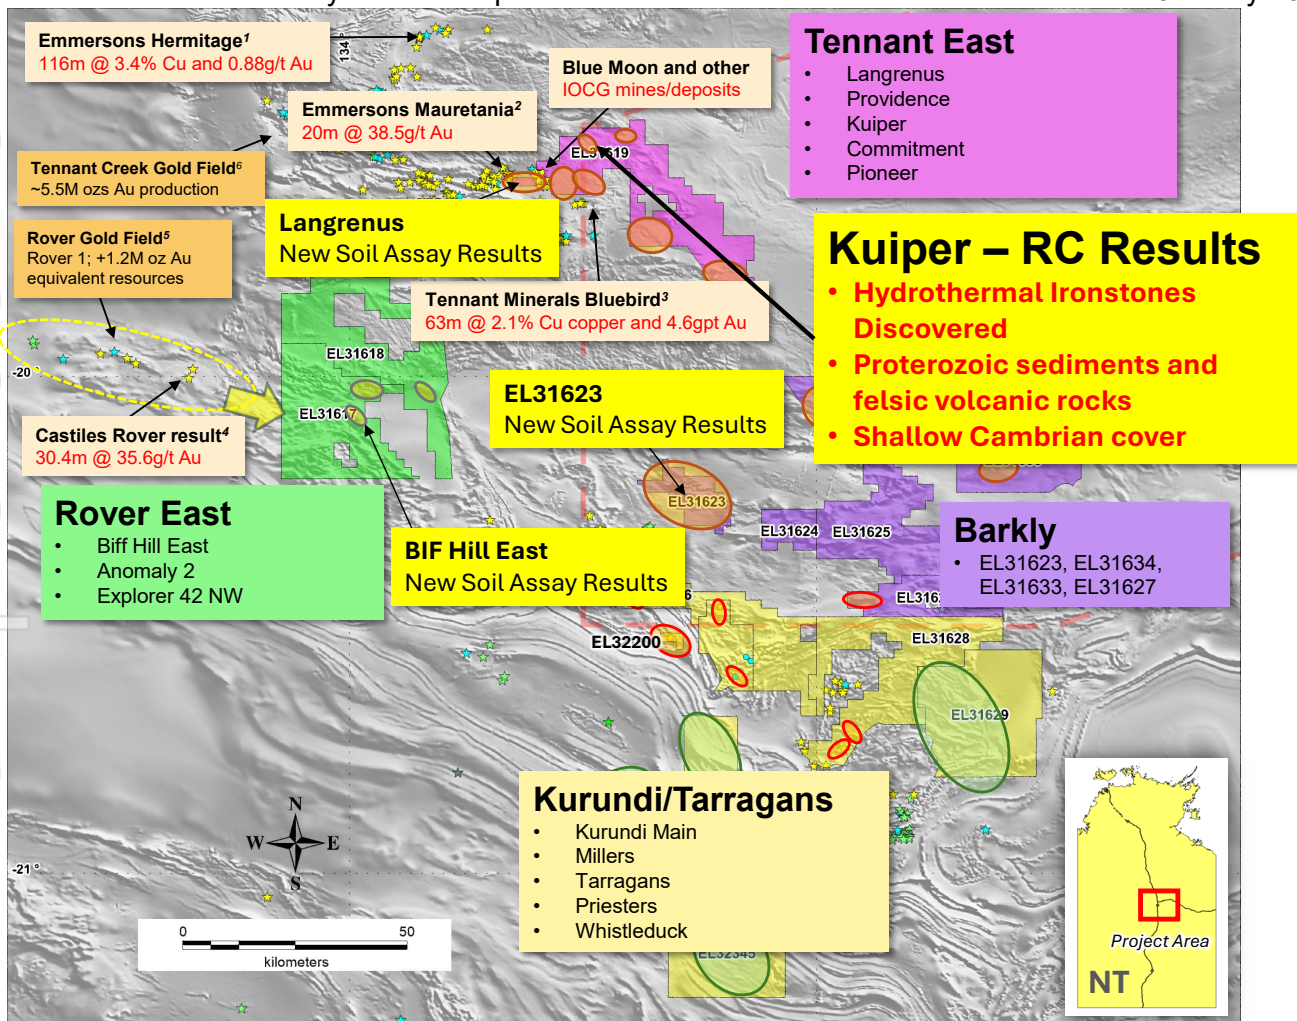 Emmersons Hermitage1
116m @ 3.4% Cu and 0.88g/t Au
134 °
Blue Moon and other
IOCG mines/deposits
Tennant East
• Langrenus
• Providence
• Kuiper
• Commitment
• Pioneer
Emmersons Mauretania2
20m @ 38.5g/t Au
Tennant Creek Gold Field6
~5.5M ozs Au production
EL31619
Langrenus
New Soil Assay Results
Rover Gold Field5
Rover 1; +1.2M oz Au
equivalent resources
Kuiper – RC Results
• Hydrothermal Ironstones
Discovered
• Proterozoic sediments and
felsic volcanic rocks
• Shallow Cambrian cover
Tennant Minerals Bluebird3
63m @ 2.1% Cu copper and 4.6gpt Au
EL31618
-20 °
EL31617
EL31623
New Soil Assay Results
Castiles Rover result4
30.4m @ 35.6g/t Au
EL31623
Rover East
• Biff Hill East
• Anomaly 2
• Explorer 42 NW
BIF Hill East
New Soil Assay Results
EL31624
EL31625
Barkly
• EL31623, EL31634,
EL31633, EL31627
EL32200
EL31628
EL31629
Kurundi/Tarragans
• Kurundi Main
• Millers
• Tarragans
• Priesters
• Whistleduck
EL32345
N
W
E
S
-21 °
0
50
kilometers
Project Area
NT